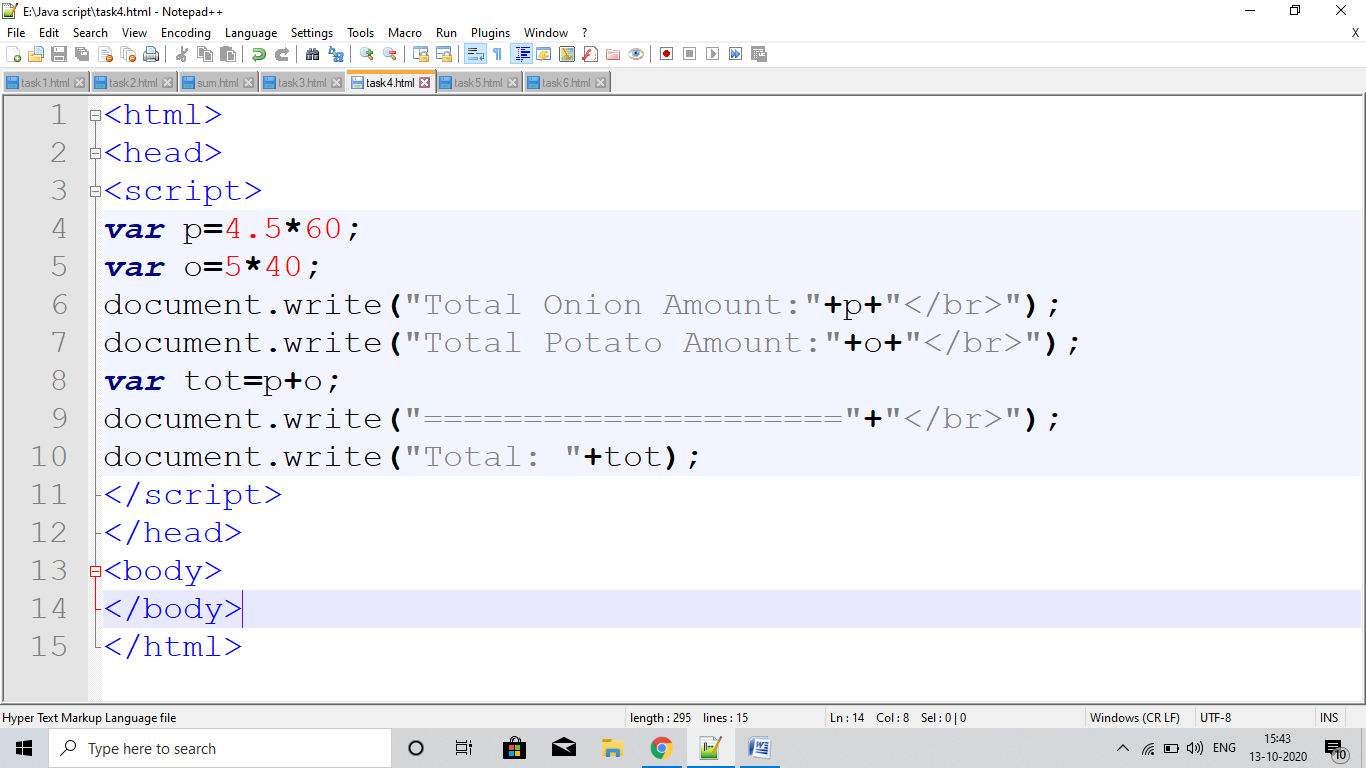 E:\Java script\task4.html - Notepad++
File Edit Search View Encoding Language Settings Tools Macro Run Plugins Window ? X
task1.html task2.html sum.html task3.html task4.html task5.html task6.html
1 <html>
2 <head>
3 <script>
4 var p=4.5*60;
5 var o=5*40;
6 document.write("Total Onion Amount:"+p+"</br>");
7 document.write("Total Potato Amount:"+o+"</br>");
8 var tot=p+o;
9 document.write("====================="+"</br>");
10 document.write("Total: "+tot);
11 </script>
12 </head>
13 <body>
14 </body>
15 </html>
Hyper Text Markup Language file length : 295 lines : 15 Ln : 14 Col : 8 Sel : 0 | 0 Windows (CR LF) UTF-8 INS
Type here to search ENG 15:43
13-10-2020 10